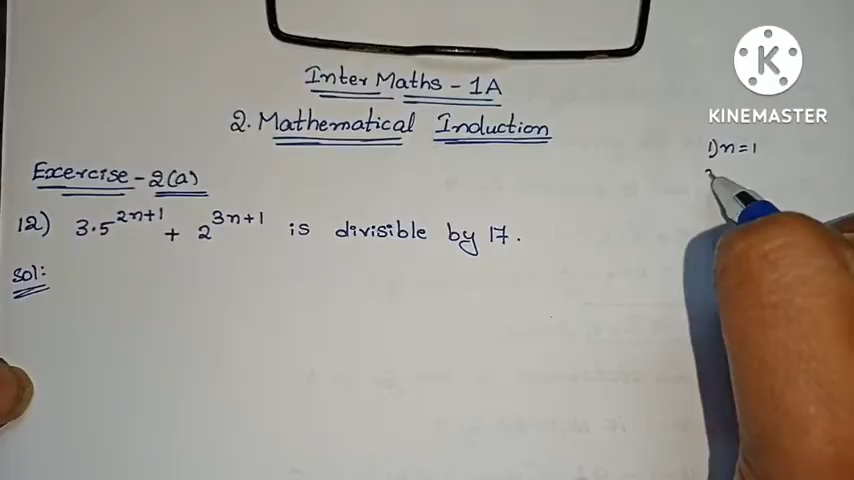 Inter Maths - 1A
2. Mathematical Induction
KINEMASTER
1) n = 1
Exercise - 2(a)
12) 3·5^{2n+1} + 2^{3n+1} is divisible by 17.
Sol: